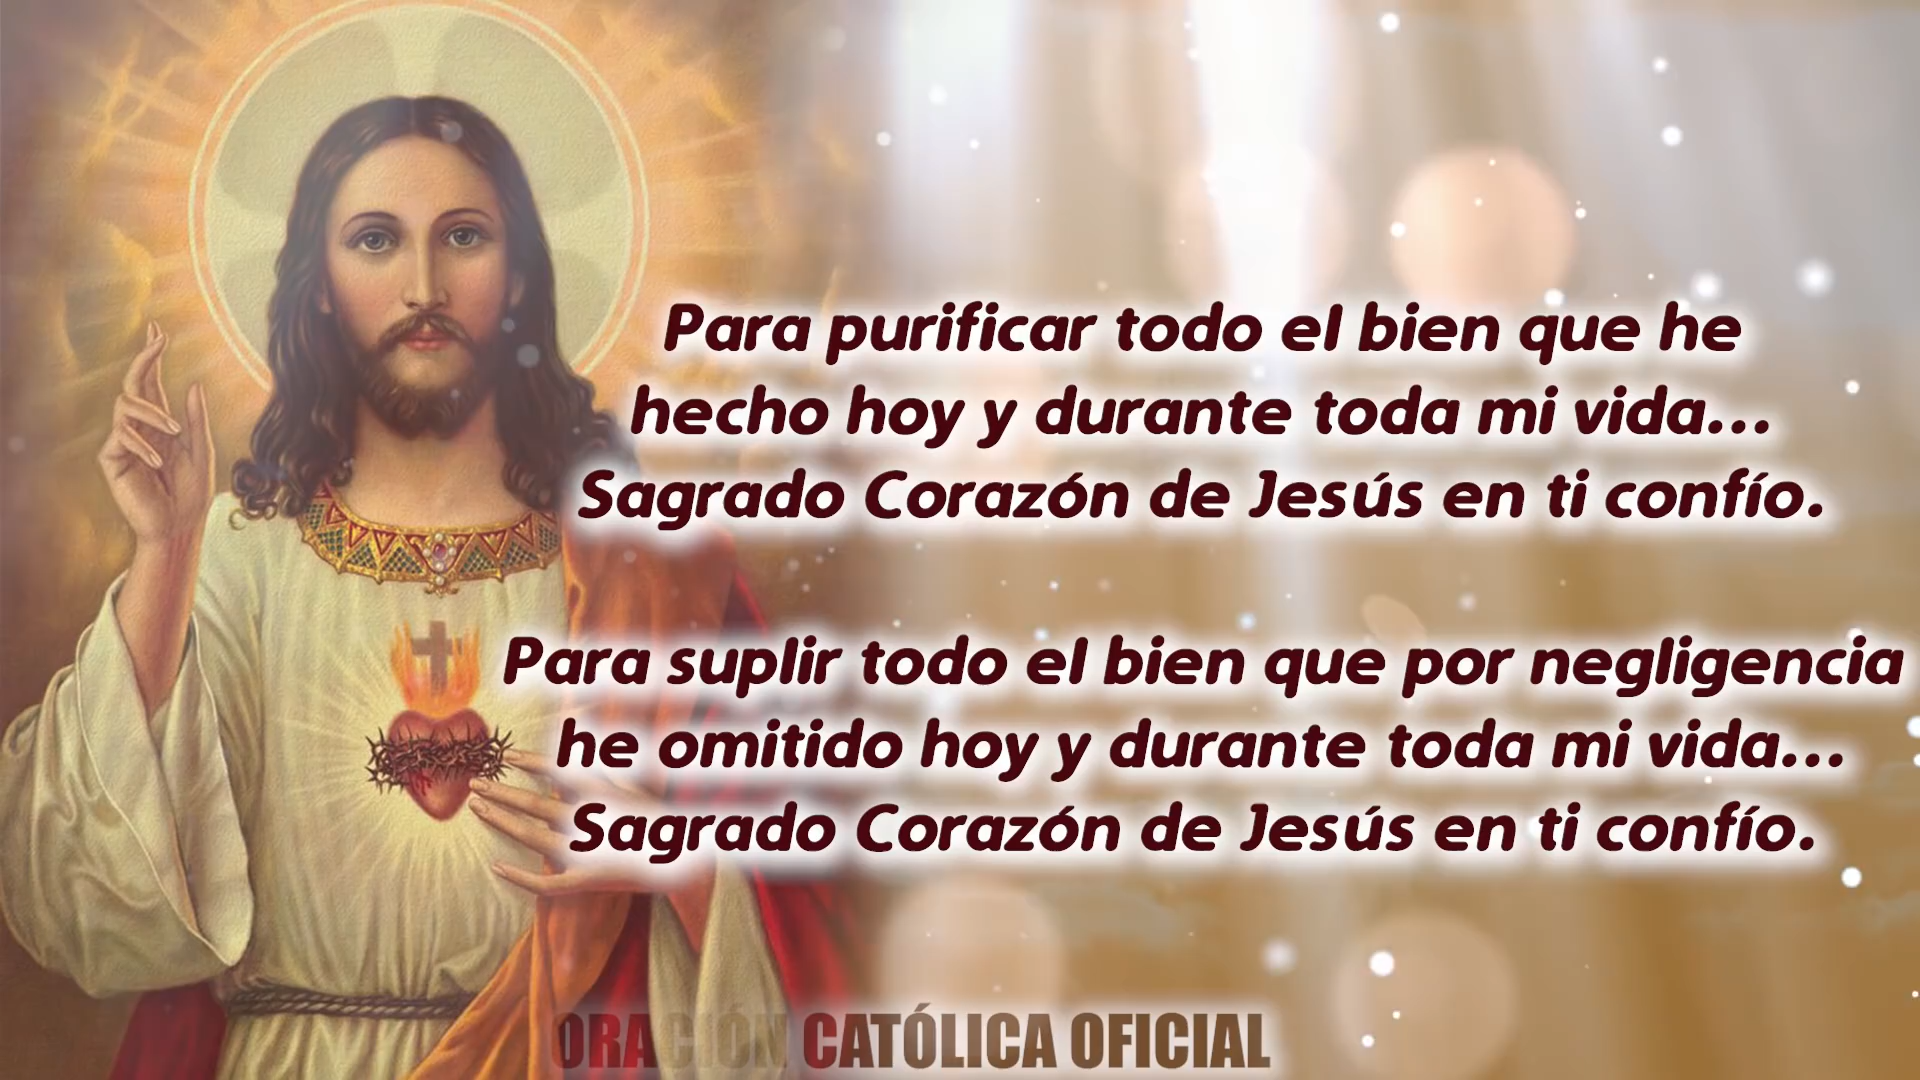 Para purificar todo el bien que he
hecho hoy y durante toda mi vida...
Sagrado Corazón de Jesús en ti confío.
Para suplir todo el bien que por negligencia
he omitido hoy y durante toda mi vida...
Sagrado Corazón de Jesús en ti confío.
ORACIÓN CATÓLICA OFICIAL